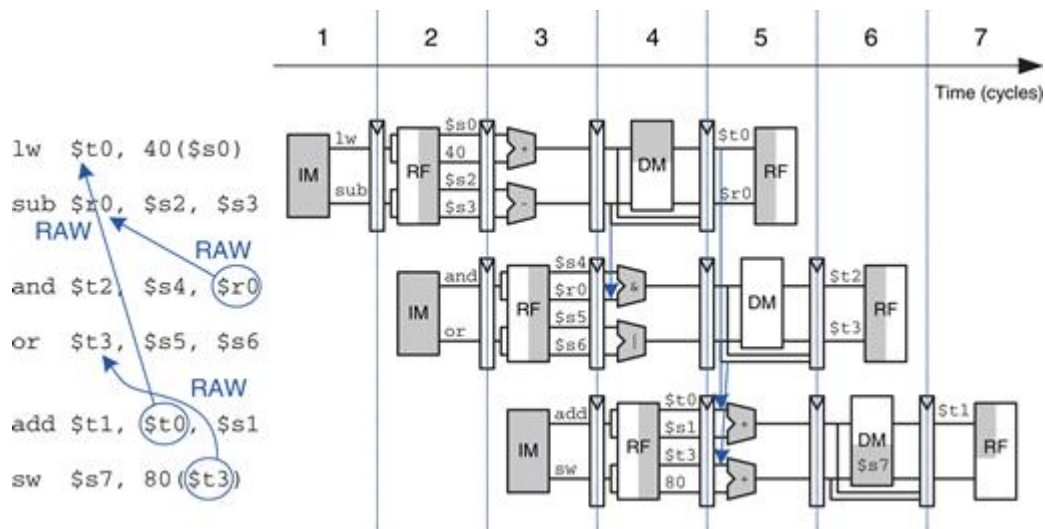 1 2 3 4 5 6 7
Time (cycles)
lw $t0, 40($s0)
sub $r0, $s2, $s3
RAW
RAW
and $t2, $s4, $r0
or $t3, $s5, $s6
RAW
add $t1, $t0, $s1
sw $s7, 80($t3)
IM
lw
sub
RF
$s0
40
$s2
$s3
+
-
DM
$t0
$r0
RF
IM
and
or
RF
$s4
$r0
$s5
$s6
&
|
DM
$t2
$t3
RF
IM
add
sw
RF
$t0
$s1
$t3
80
+
+
DM
$s7
$t1
RF